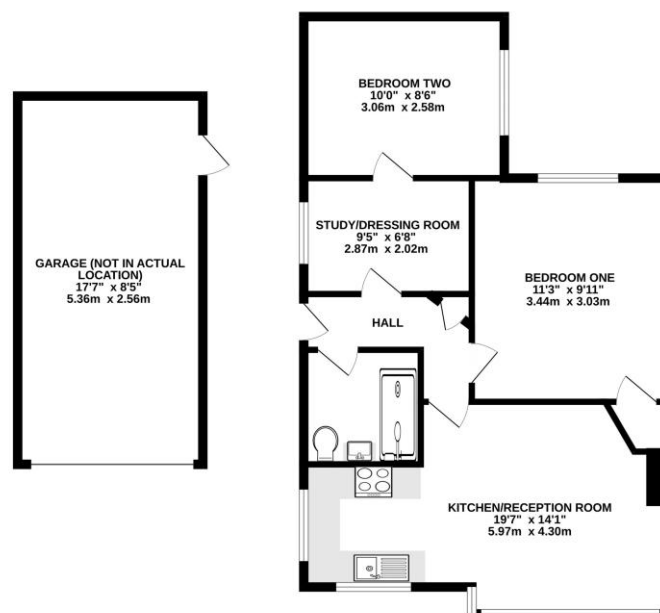 BEDROOM TWO
10'0" x 8'6"
3.06m x 2.58m
STUDY/DRESSING ROOM
9'5" x 6'8"
2.87m x 2.02m
GARAGE (NOT IN ACTUAL
LOCATION)
17'7" x 8'5"
5.36m x 2.56m
BEDROOM ONE
11'3" x 9'11"
3.44m x 3.03m
HALL
KITCHEN/RECEPTION ROOM
19'7" x 14'1"
5.97m x 4.30m